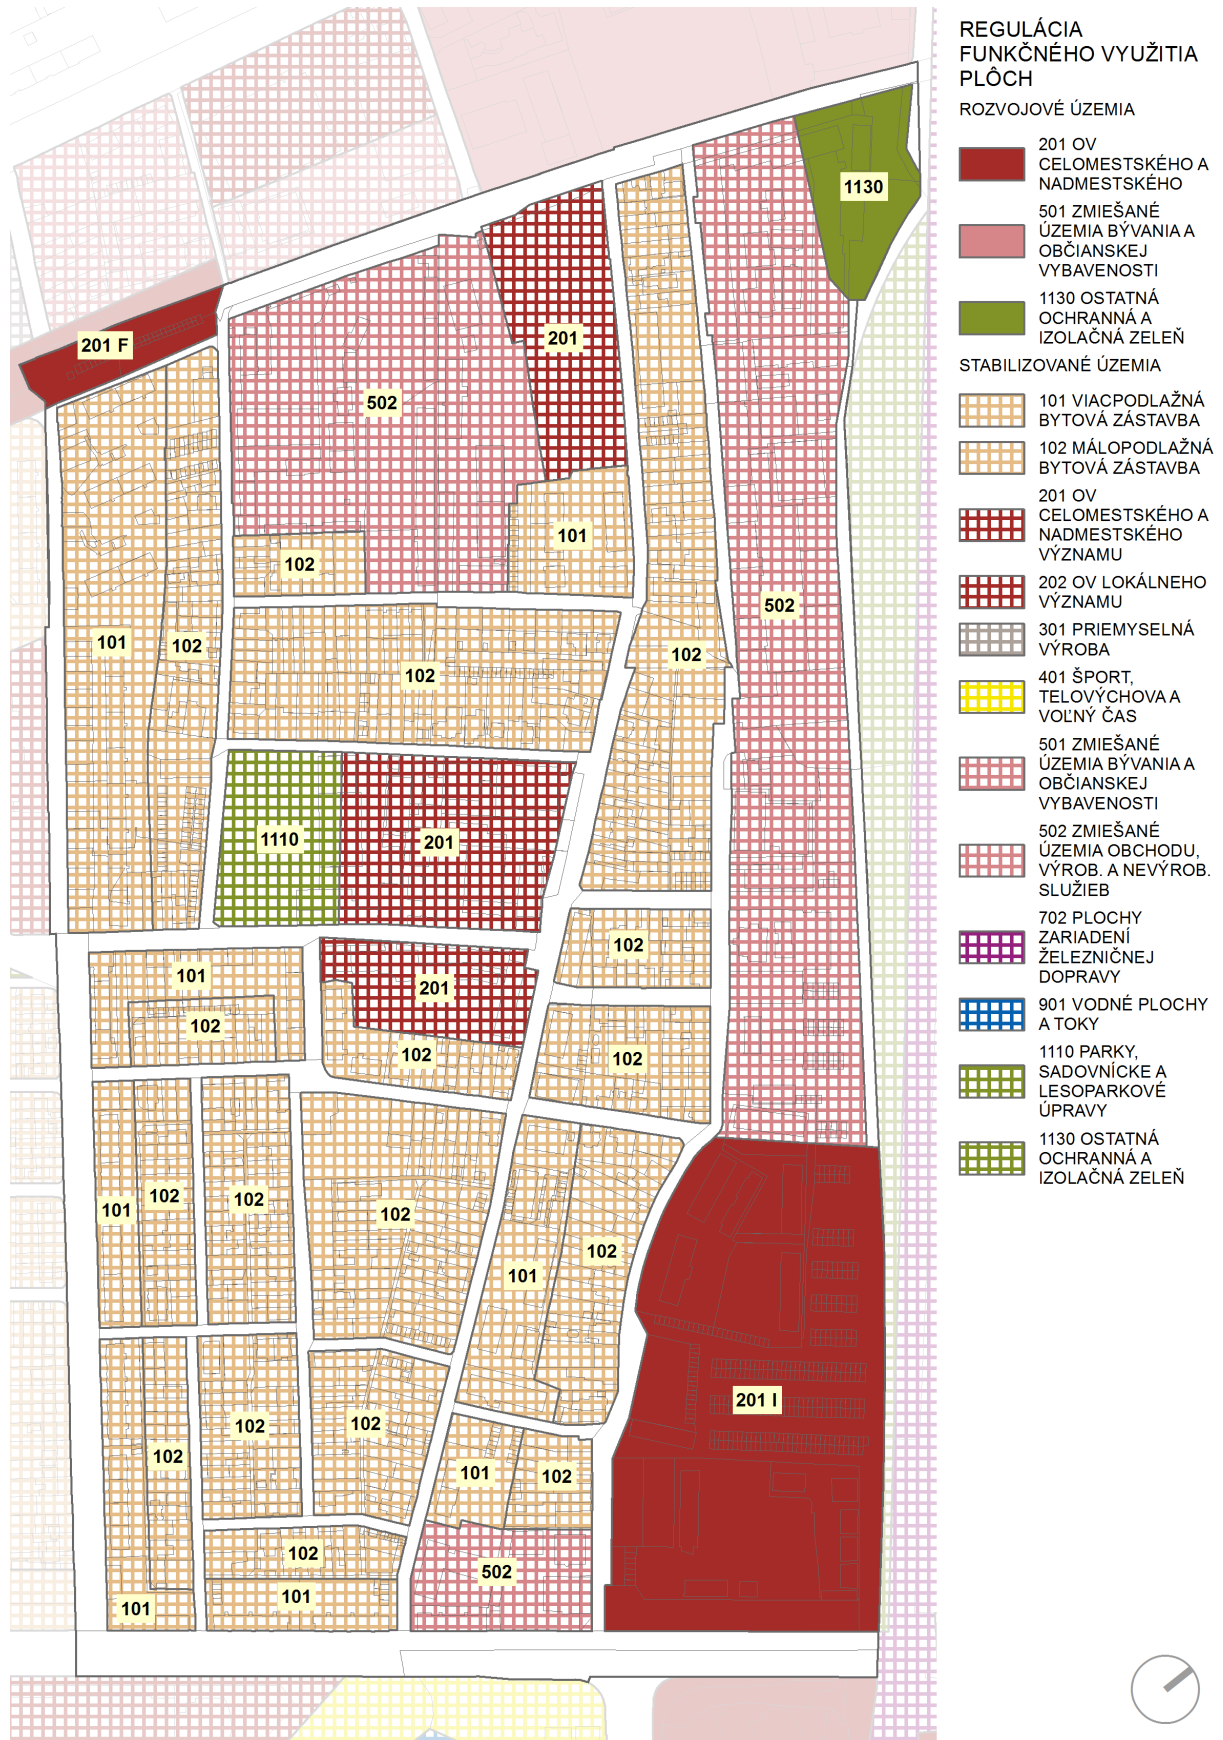 REGULÁCIA
FUNKČNÉHO VYUŽITIA
PLÔCH
ROZVOJOVÉ ÚZEMIA
201 OV
CELOMESTSKÉHO A
NADMESTSKÉHO
501 ZMIEŠANÉ
ÚZEMIA BÝVANIA A
OBČIANSKEJ
VYBAVENOSTI
1130 OSTATNÁ
OCHRANNÁ A
IZOLAČNÁ ZELEŇ
STABILIZOVANÉ ÚZEMIA
101 VIACPODLAŽNÁ
BYTOVÁ ZÁSTAVBA
102 MÁLOPODLAŽNÁ
BYTOVÁ ZÁSTAVBA
201 OV
CELOMESTSKÉHO A
NADMESTSKÉHO
VÝZNAMU
202 OV LOKÁLNEHO
VÝZNAMU
301 PRIEMYSELNÁ
VÝROBA
401 ŠPORT,
TELOVÝCHOVA A
VOĽNÝ ČAS
501 ZMIEŠANÉ
ÚZEMIA BÝVANIA A
OBČIANSKEJ
VYBAVENOSTI
502 ZMIEŠANÉ
ÚZEMIA OBCHODU,
VÝROB. A NEVÝROB.
SLUŽIEB
702 PLOCHY
ZARIADENÍ
ŽELEZNIČNEJ
DOPRAVY
901 VODNÉ PLOCHY
A TOKY
1110 PARKY,
SADOVNÍCKE A
LESOPARKOVÉ
ÚPRAVY
1130 OSTATNÁ
OCHRANNÁ A
IZOLAČNÁ ZELEŇ
1130
201 F
201
502
101
102
502
101
102
102
102
1110
201
102
101
201
102
102
102
101
102
102
102
102
101
101
102
102
102
101
102
201 I
102
502
101
101